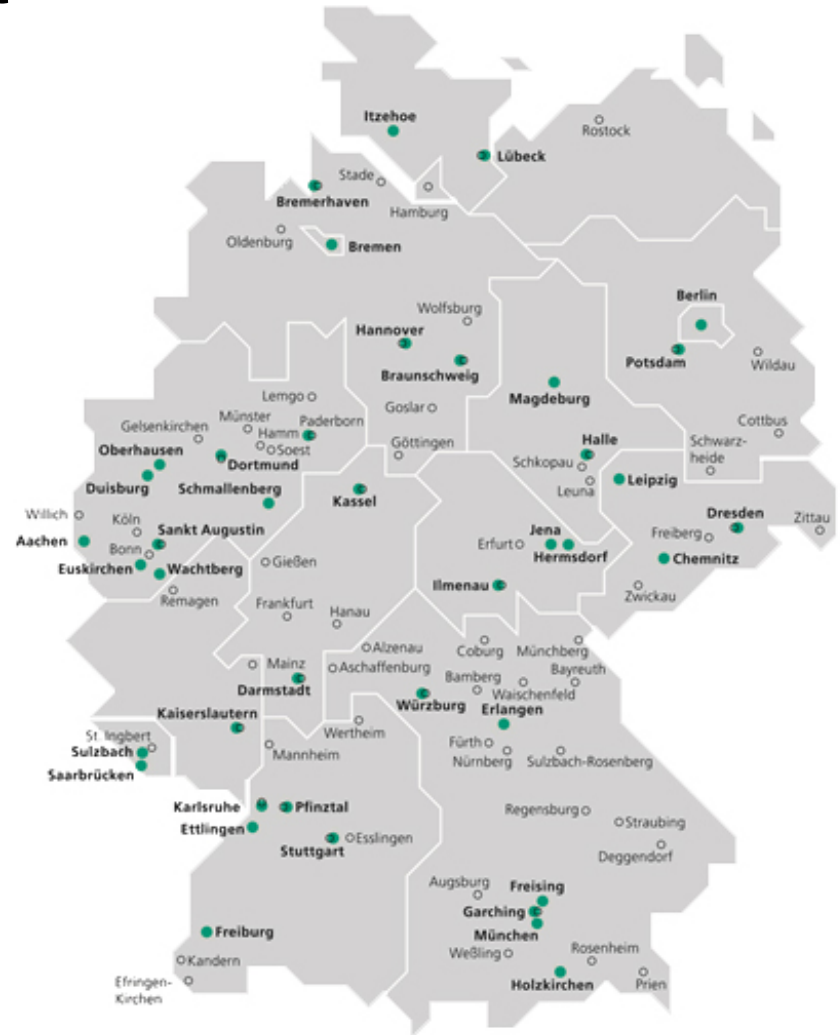 Itzehoe
Rostock
Lübeck
Stade
Bremerhaven
Hamburg
Oldenburg
Bremen
Berlin
Wolfsburg
Hannover
Potsdam
Wildau
Braunschweig
Magdeburg
Lemgo
Goslar
Münster
Paderborn
Gelsenkirchen
Hamm
Cottbus
Oberhausen
Soest
Göttingen
Halle
Schwarz-
heide
Dortmund
Schkopau
Leipzig
Duisburg
Schmallenberg
Leuna
Kassel
Willich
Köln
Dresden
Zittau
Sankt Augustin
Jena
Freiberg
Aachen
Bonn
Erfurt
Hermsdorf
Chemnitz
Euskirchen
Wachtberg
Gießen
Ilmenau
Remagen
Zwickau
Frankfurt
Hanau
Alzenau
Coburg
Münchberg
Mainz
Aschaffenburg
Bayreuth
Bamberg
Darmstadt
Waischenfeld
Würzburg
Erlangen
Kaiserslautern
Wertheim
St. Ingbert
Fürth
Sulzbach
Mannheim
Nürnberg
Sulzbach-Rosenberg
Saarbrücken
Karlsruhe
Pfinztal
Regensburg
Straubing
Ettlingen
Esslingen
Stuttgart
Deggendorf
Augsburg
Freising
Garching
Freiburg
München
Rosenheim
Weßling
Kandern
Efringen-
Kirchen
Holzkirchen
Prien